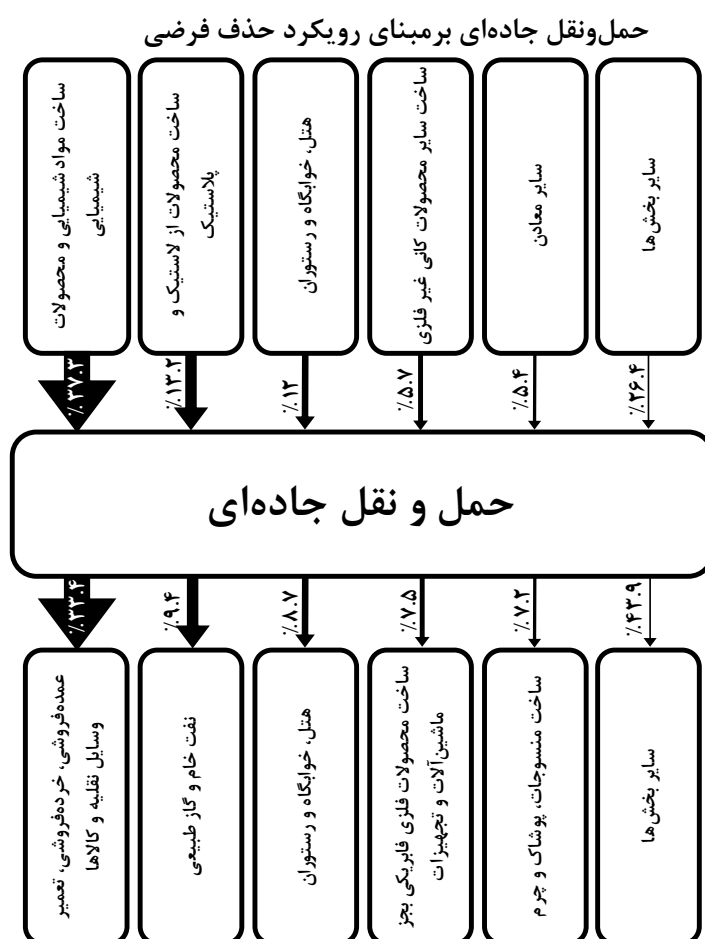 حمل‌ونقل جاده‌ای برمبنای رویکرد حذف فرضی
ساخت مواد شیمیایی و محصولات
شیمیایی
ساخت محصولات از لاستیک و
پلاستیک
هتل، خوابگاه و رستوران
ساخت سایر محصولات کانی غیر فلزی
سایر معادن
سایر بخش‌ها
٪۳۷.۳
٪۱۳.۲
٪۱۲
٪۵.۷
٪۵.۴
٪۲۶.۴
حمل و نقل جاده‌ای
٪۳۳.۴
٪۹.۴
٪۸.۷
٪۷.۵
٪۷.۲
٪۴۳.۹
عمده‌فروشی، خرده‌فروشی، تعمیر
وسایل نقلیه و کالاها
نفت خام و گاز طبیعی
هتل، خوابگاه و رستوران
ساخت محصولات فلزی فابریکی بجز
ماشین‌آلات و تجهیزات
ساخت منسوجات، پوشاک و چرم
سایر بخش‌ها